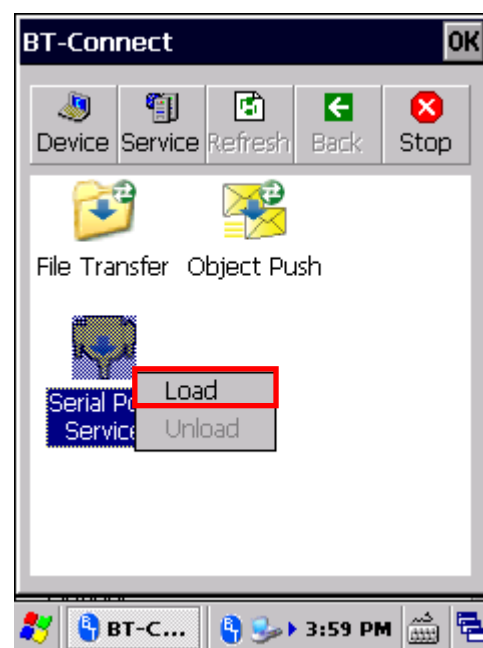 BT-Connect OK
Device Service Refresh Back Stop
File Transfer Object Push
Serial
Service
Load
Unload
BT-C... 3:59 PM